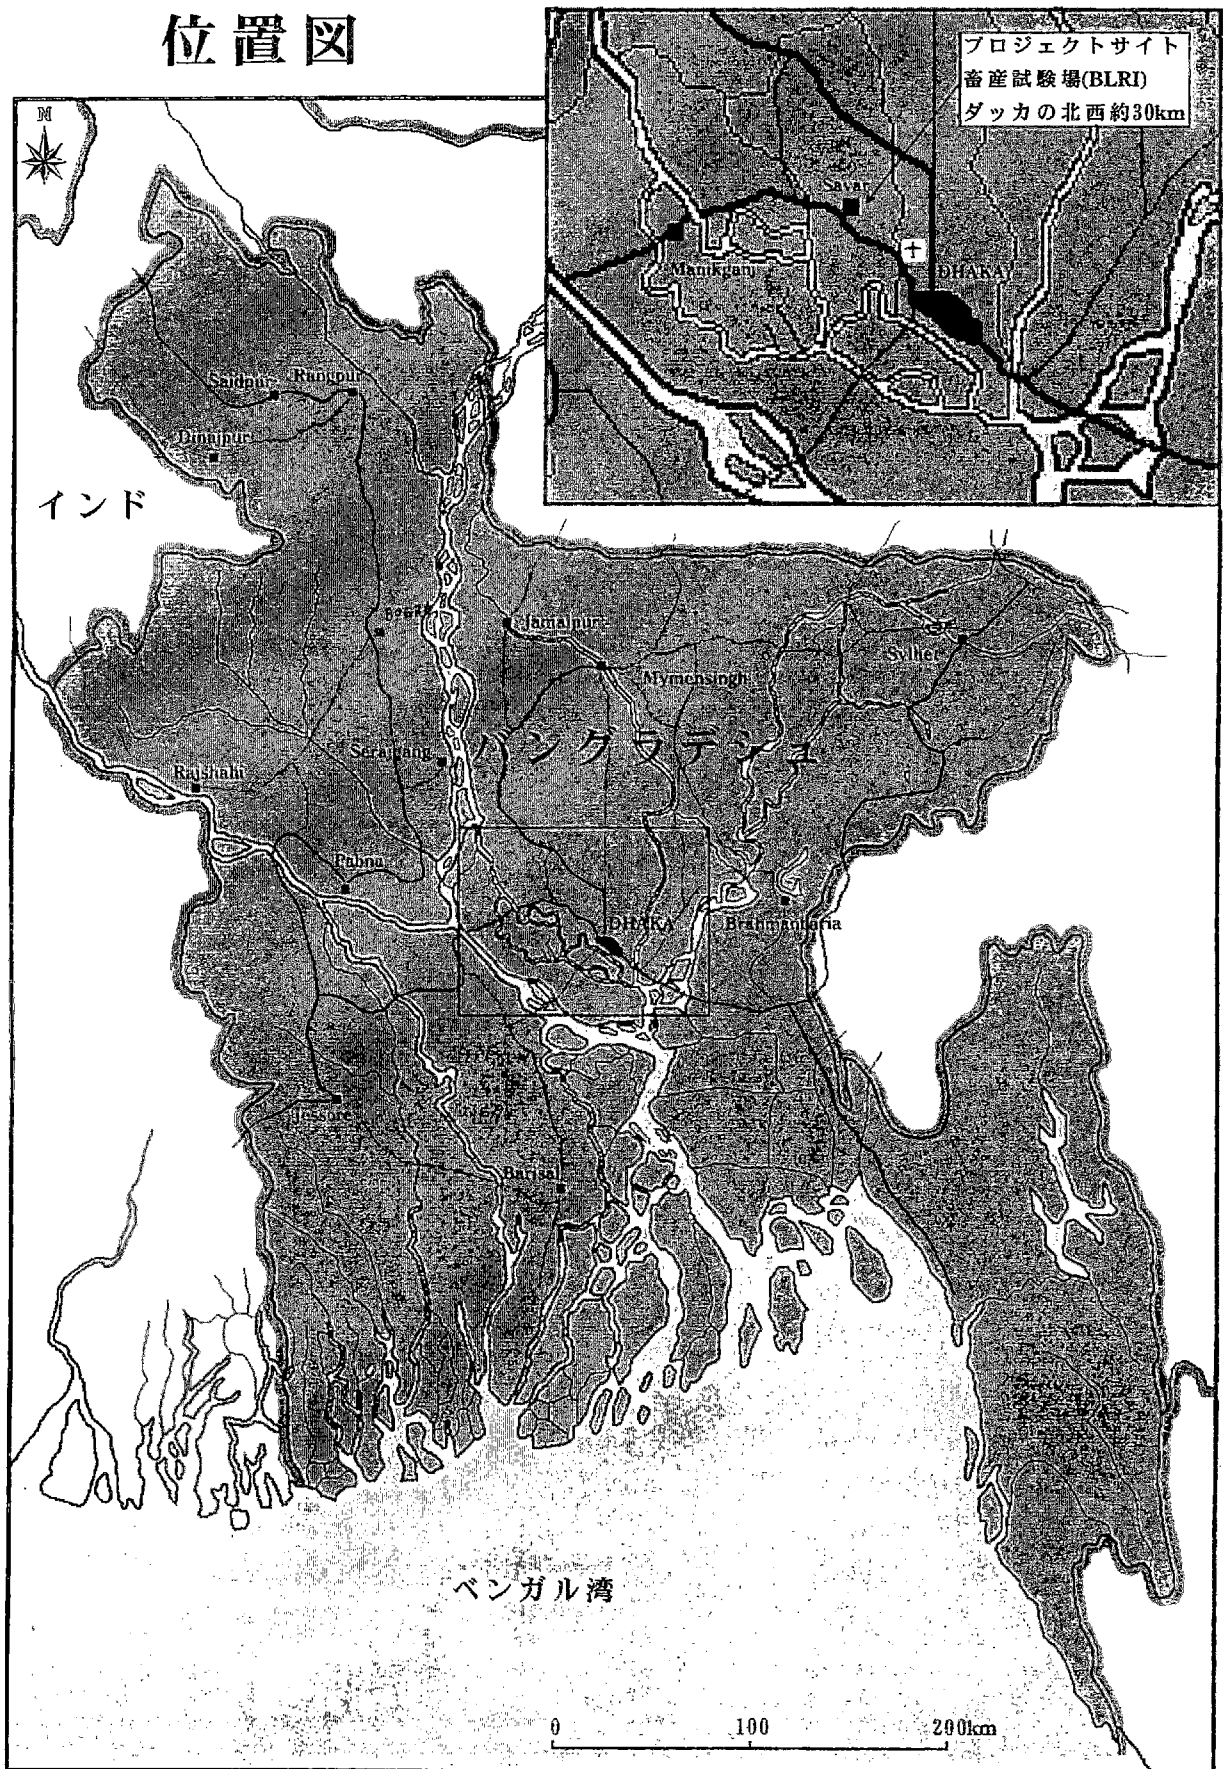 位置図
プロジェクトサイト
畜産試験場(BLRI)
ダッカの北西約30km
N
Savar
Manikganj
DHAKA
Saidpur
Rangpur
Dinajpur
インド
Bogra
Jamalpur
Sylhet
Mymensingh
バングラデシュ
Serajgang
Rajshahi
Pabna
DHAKA
Brahmanbaria
Jessore
Barisal
ベンガル湾
0 100 200km